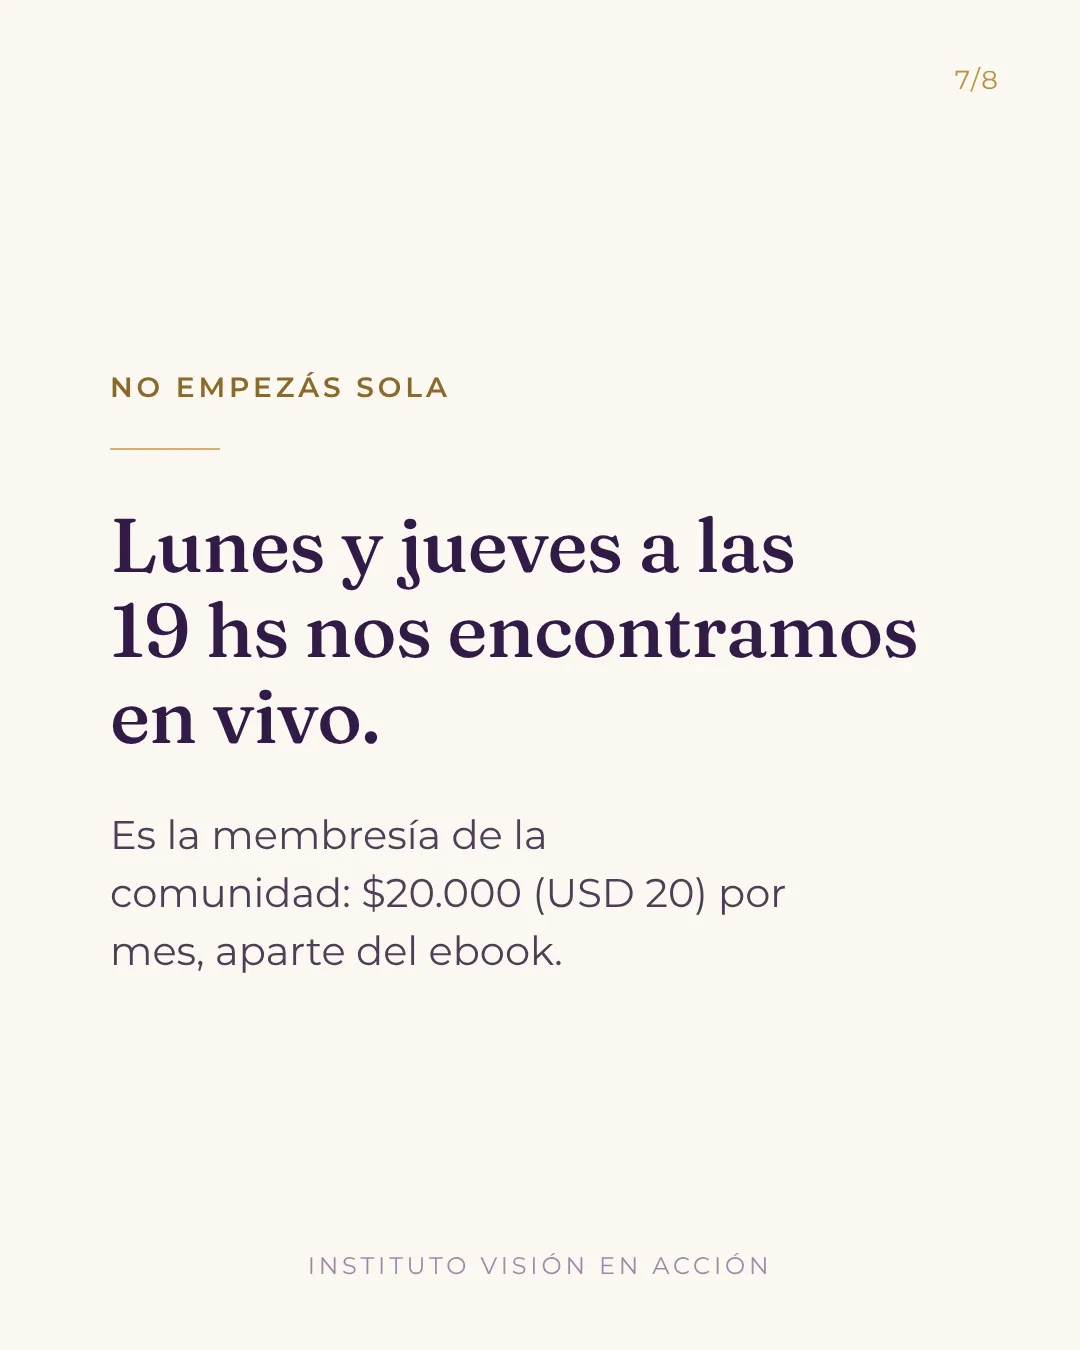 7/8
NO EMPEZÁS SOLA
Lunes y jueves a las
19 hs nos encontramos
en vivo.
Es la membresía de la
comunidad: $20.000 (USD 20) por
mes, aparte del ebook.
INSTITUTO VISIÓN EN ACCIÓN